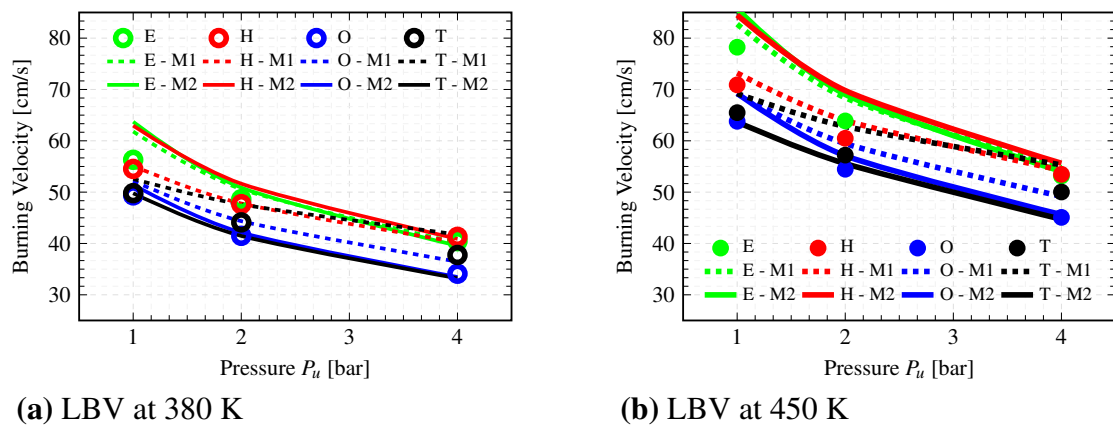 E H O T
E - M1 H - M1 O - M1 T - M1
E - M2 H - M2 O - M2 T - M2
80
70
60
50
40
30
Burning Velocity [cm/s]
1 2 3 4
Pressure P_u [bar]
(a) LBV at 380 K
80
70
60
50
40
30
Burning Velocity [cm/s]
E H O T
E - M1 H - M1 O - M1 T - M1
E - M2 H - M2 O - M2 T - M2
1 2 3 4
Pressure P_u [bar]
(b) LBV at 450 K